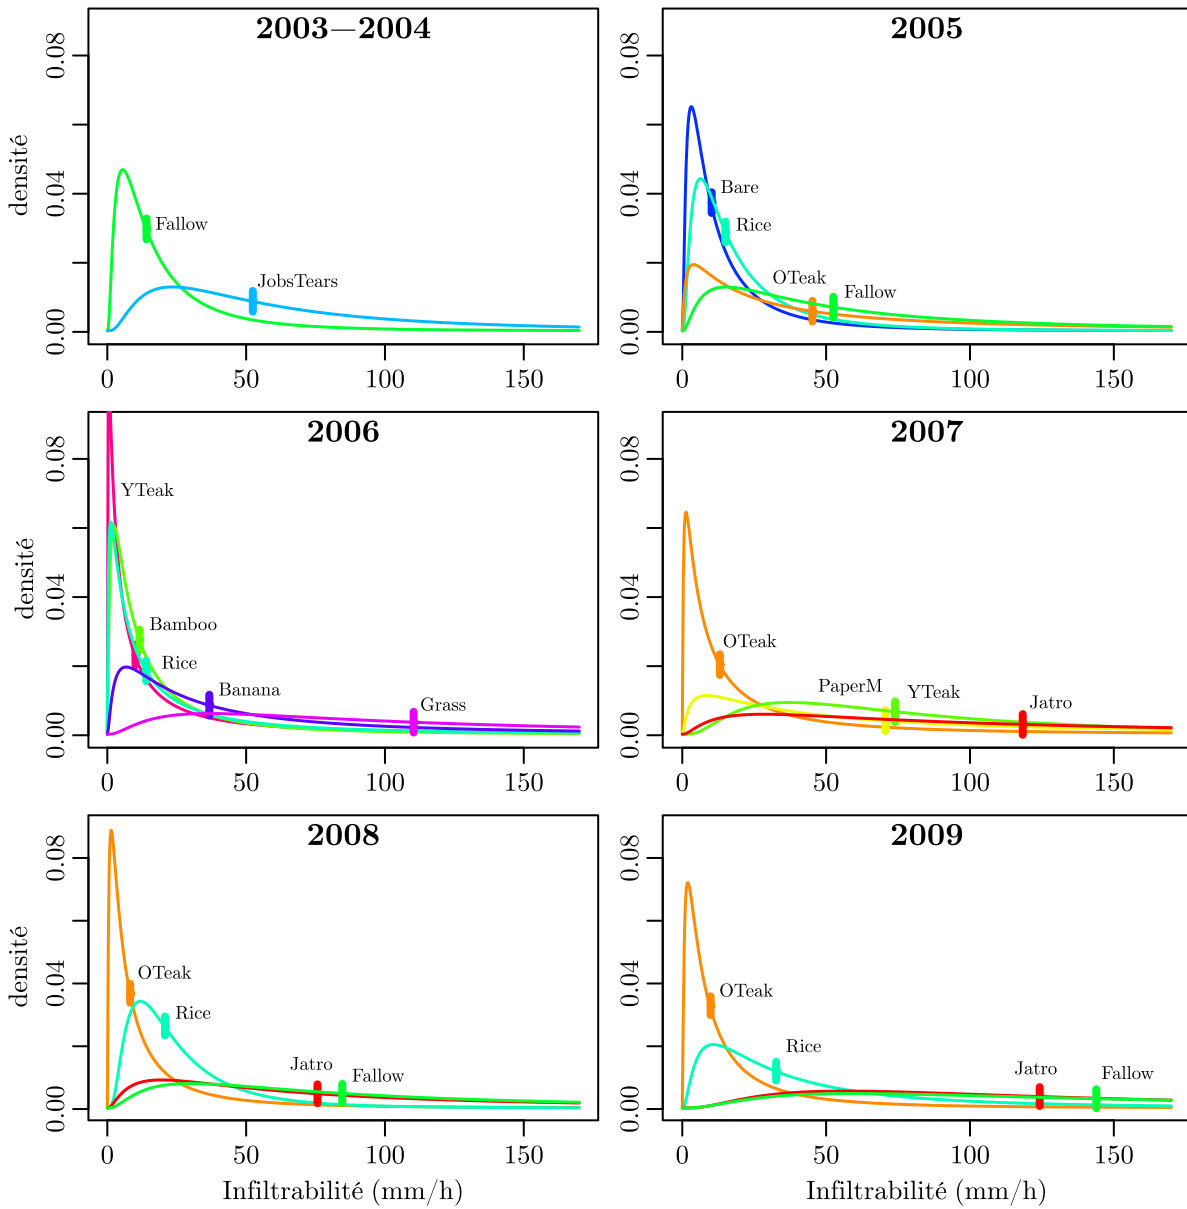 2003−2004
densité
0.00 0.04 0.08
Fallow
JobsTears
0 50 100 150
2005
0.00 0.04 0.08
Bare
Rice
OTeak
Fallow
0 50 100 150
2006
densité
0.00 0.04 0.08
YTeak
Bamboo
Rice
Banana
Grass
0 50 100 150
2007
0.00 0.04 0.08
OTeak
PaperM
YTeak
Jatro
0 50 100 150
2008
densité
0.00 0.04 0.08
OTeak
Rice
Jatro
Fallow
0 50 100 150
Infiltrabilité (mm/h)
2009
0.00 0.04 0.08
OTeak
Rice
Jatro
Fallow
0 50 100 150
Infiltrabilité (mm/h)